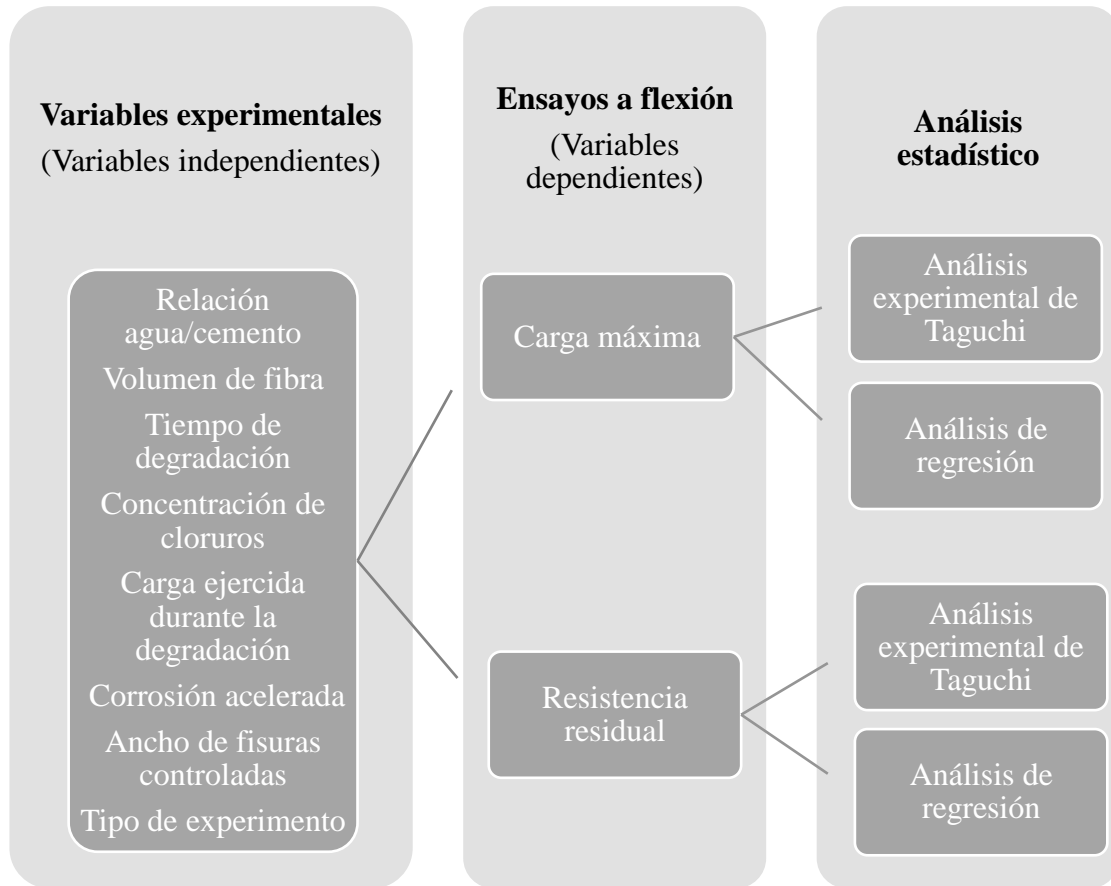 Variables experimentales
(Variables independientes)
Relación
agua/cemento
Volumen de fibra
Tiempo de
degradación
Concentración de
cloruros
Carga ejercida
durante la
degradación
Corrosión acelerada
Ancho de fisuras
controladas
Tipo de experimento
Ensayos a flexión
(Variables
dependientes)
Carga máxima
Resistencia
residual
Análisis
estadístico
Análisis
experimental de
Taguchi
Análisis de
regresión
Análisis
experimental de
Taguchi
Análisis de
regresión